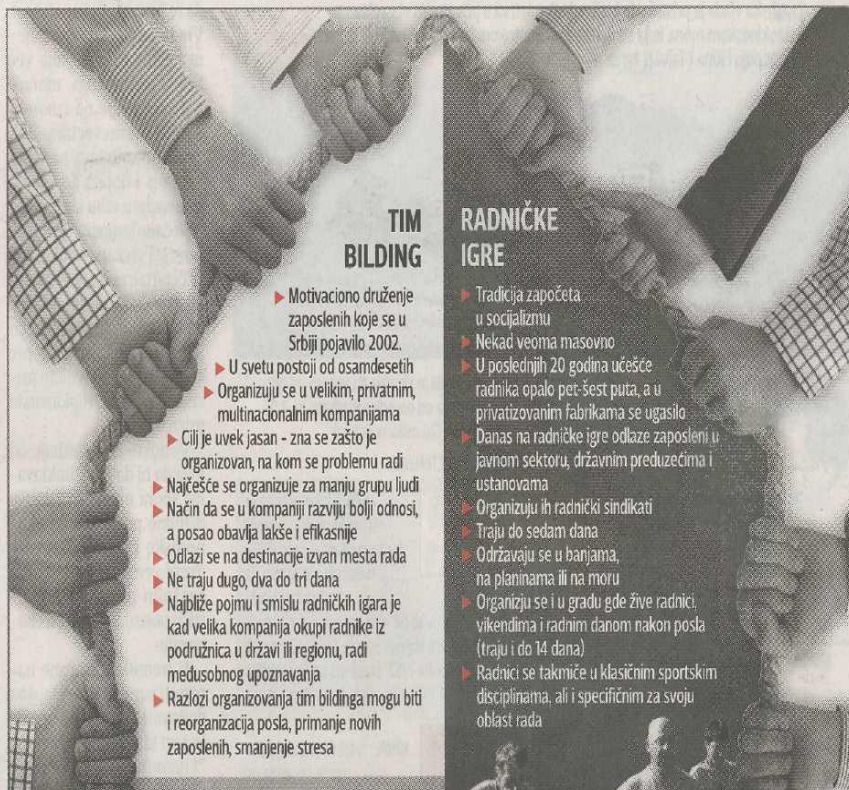 TIM
BILDING
Motivaciono druženje
zaposlenih koje se u
Srbiji pojavilo 2002.
U svetu postoji od osamdesetih
Organizuju se u velikim, privatnim,
multinacionalnim kompanijama
Cilj je uvek jasan - zna se zašto je
organizovan, na kom se problemu radi
Najčešće se organizuje za manju grupu ljudi
Način da se u kompaniji razviju bolji odnosi,
a posao obavlja lakše i efikasnije
Odlazi se na destinacije izvan mesta rada
Ne traju dugo, dva do tri dana
Najbliže pojmu i smislu radničkih igara je
kad velika kompanija okupi radnike iz
podružnica u državi ili regionu, radi
međusobnog upoznavanja
Razlozi organizovanja tim bildinga mogu biti
i reorganizacija posla, primanje novih
zaposlenih, smanjenje stresa
RADNIČKE
IGRE
Tradicija započeta
u socijalizmu
Nekad veoma masovno
U poslednjih 20 godina učešće
radnika opalo pet-šest puta, a u
privatizovanim fabrikama se ugasilo
Danas na radničke igre odlaze zaposleni u
javnom sektoru, državnim preduzećima i
ustanovama
Organizuju ih radnički sindikati
Traju do sedam dana
Održavaju se u banjama,
na planinama ili na moru
Organizju se i u gradu gde žive radnici,
vikendima i radnim danom nakon posla
(traju i do 14 dana)
Radnici se takmiče u klasičnim sportskim
disciplinama, ali i specifičnim za svoju
oblast rada